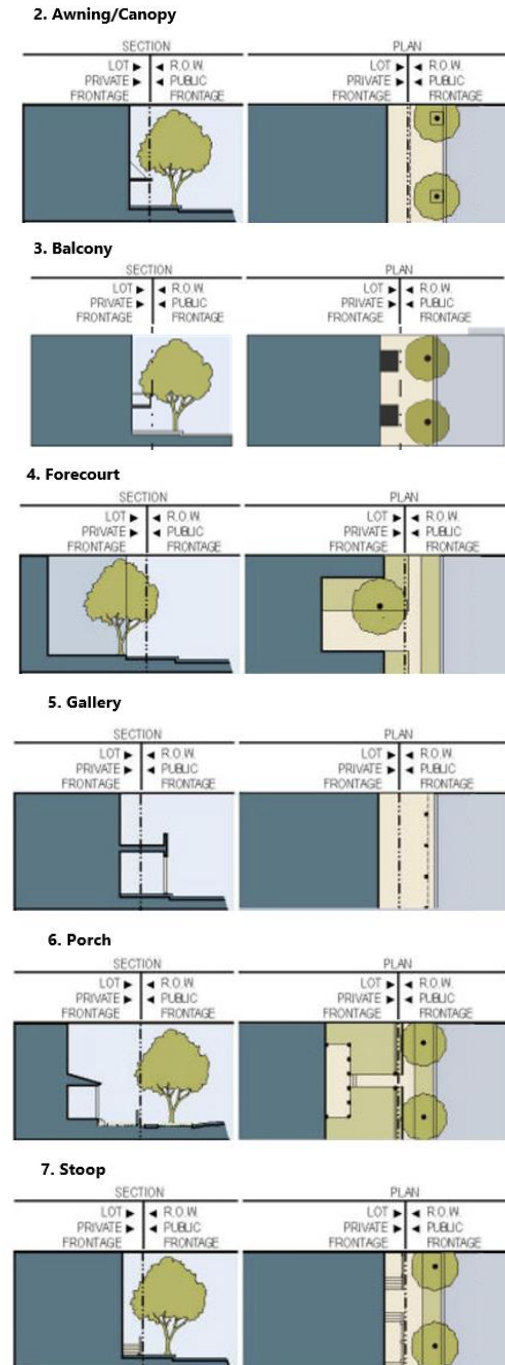 2. Awning/Canopy
SECTION PLAN
LOT ► ◄ R.O.W. LOT ► ◄ R.O.W.
PRIVATE ► ◄ PUBLIC PRIVATE ► ◄ PUBLIC
FRONTAGE FRONTAGE FRONTAGE FRONTAGE
3. Balcony
SECTION PLAN
LOT ► ◄ R.O.W. LOT ► ◄ R.O.W.
PRIVATE ► ◄ PUBLIC PRIVATE ► ◄ PUBLIC
FRONTAGE FRONTAGE FRONTAGE FRONTAGE
4. Forecourt
SECTION PLAN
LOT ► ◄ R.O.W. LOT ► ◄ R.O.W.
PRIVATE ► ◄ PUBLIC PRIVATE ► ◄ PUBLIC
FRONTAGE FRONTAGE FRONTAGE FRONTAGE
5. Gallery
SECTION PLAN
LOT ► ◄ R.O.W. LOT ► ◄ R.O.W.
PRIVATE ► ◄ PUBLIC PRIVATE ► ◄ PUBLIC
FRONTAGE FRONTAGE FRONTAGE FRONTAGE
6. Porch
SECTION PLAN
LOT ► ◄ R.O.W. LOT ► ◄ R.O.W.
PRIVATE ► ◄ PUBLIC PRIVATE ► ◄ PUBLIC
FRONTAGE FRONTAGE FRONTAGE FRONTAGE
7. Stoop
SECTION PLAN
LOT ► ◄ R.O.W. LOT ► ◄ R.O.W.
PRIVATE ► ◄ PUBLIC PRIVATE ► ◄ PUBLIC
FRONTAGE FRONTAGE FRONTAGE FRONTAGE